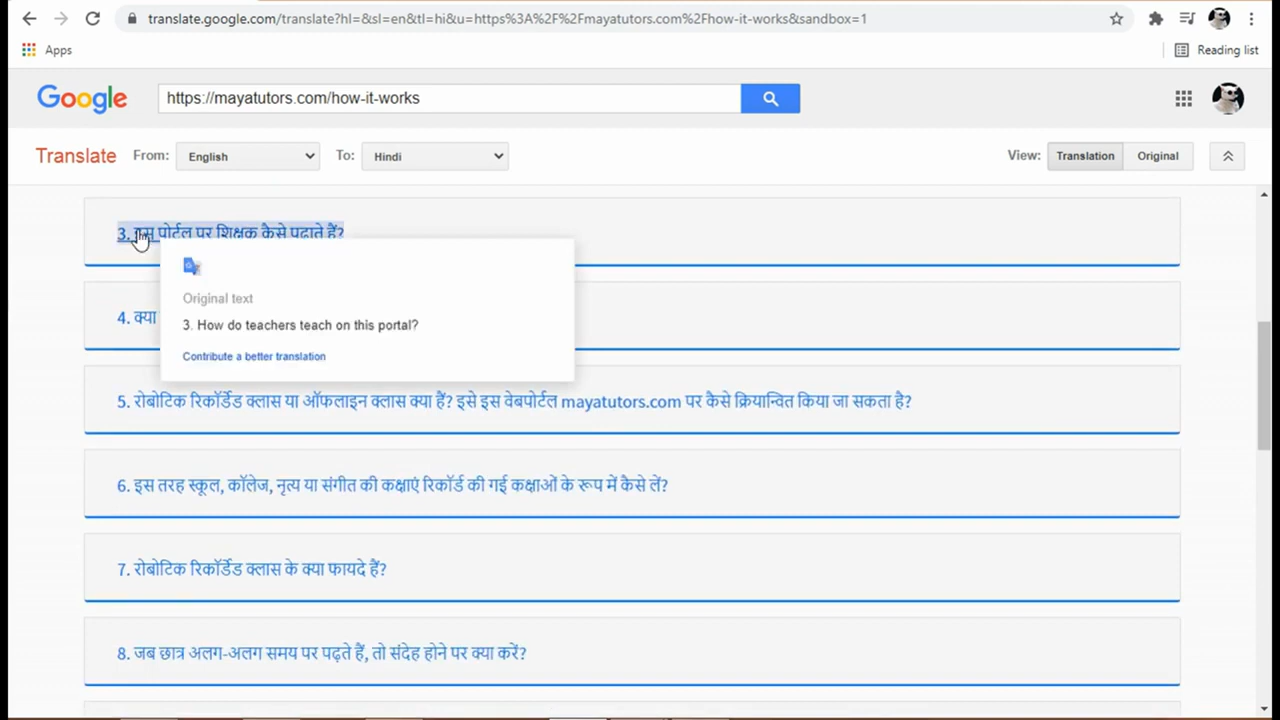 translate.google.com/translate?hl=&sl=en&tl=hi&u=https%3A%2F%2Fmayatutors.com%2Fhow-it-works&sandbox=1
Apps
Reading list
Google
https://mayatutors.com/how-it-works
Translate From: English To: Hindi View: Translation Original
3. इस पोर्टल पर शिक्षक कैसे पढ़ाते हैं?
Original text
3. How do teachers teach on this portal?
Contribute a better translation
4. क्या
5. रोबोटिक रिकॉर्डेड क्लास या ऑफलाइन क्लास क्या हैं? इसे इस वेबपोर्टल mayatutors.com पर कैसे क्रियान्वित किया जा सकता है?
6. इस तरह स्कूल, कॉलेज, नृत्य या संगीत की कक्षाएं रिकॉर्ड की गई कक्षाओं के रूप में कैसे लें?
7. रोबोटिक रिकॉर्डेड क्लास के क्या फायदे हैं?
8. जब छात्र अलग-अलग समय पर पढ़ते हैं, तो संदेह होने पर क्या करें?